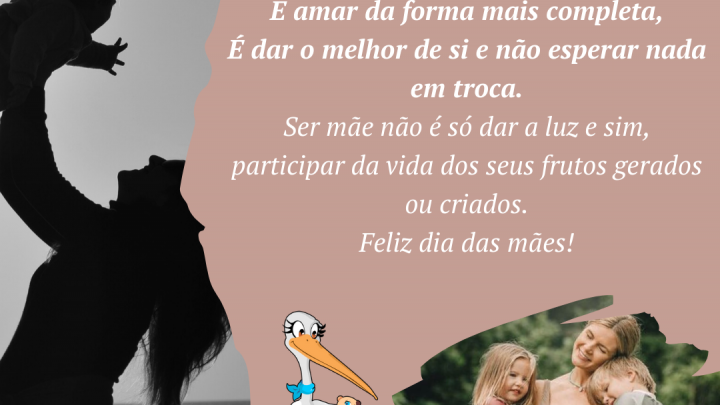 É amar da forma mais completa,
É dar o melhor de si e não esperar nada
em troca.
Ser mãe não é só dar a luz e sim,
participar da vida dos seus frutos gerados
ou criados.
Feliz dia das mães!